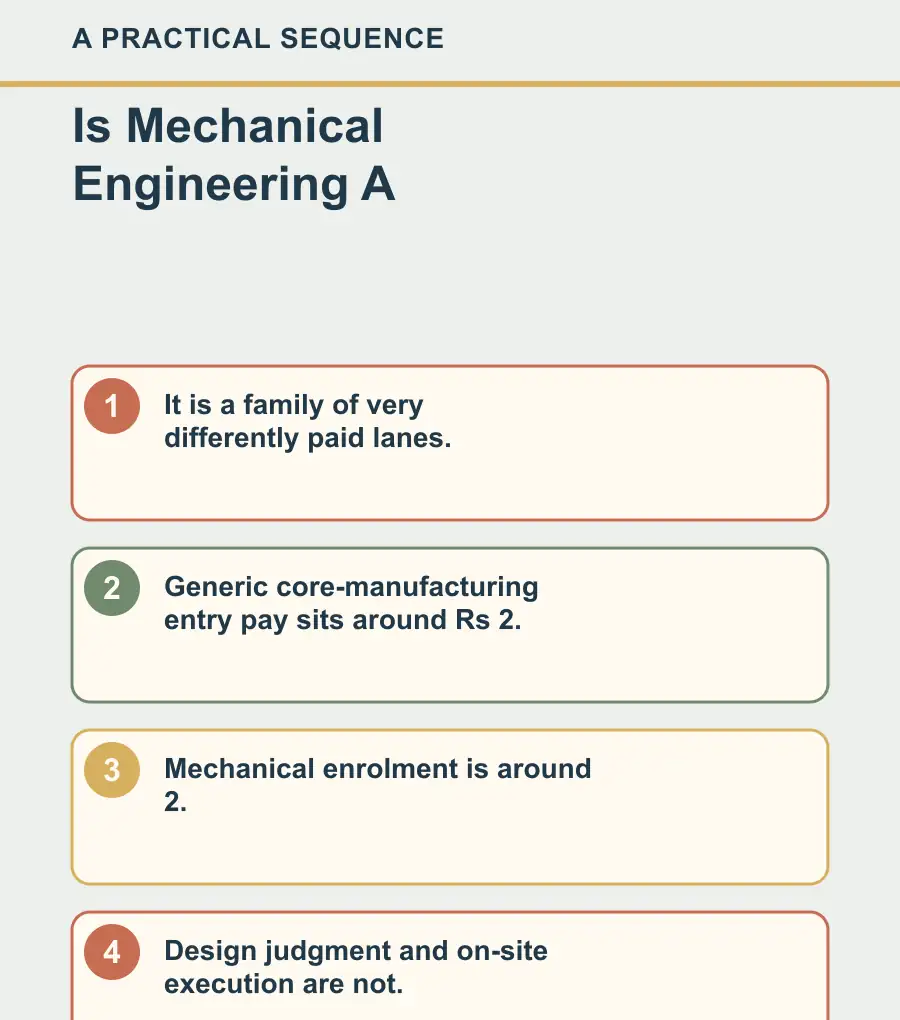 A PRACTICAL SEQUENCE
Is Mechanical
Engineering A
1
It is a family of very
differently paid lanes.
2
Generic core-manufacturing
entry pay sits around Rs 2.
3
Mechanical enrolment is around
2.
4
Design judgment and on-site
execution are not.